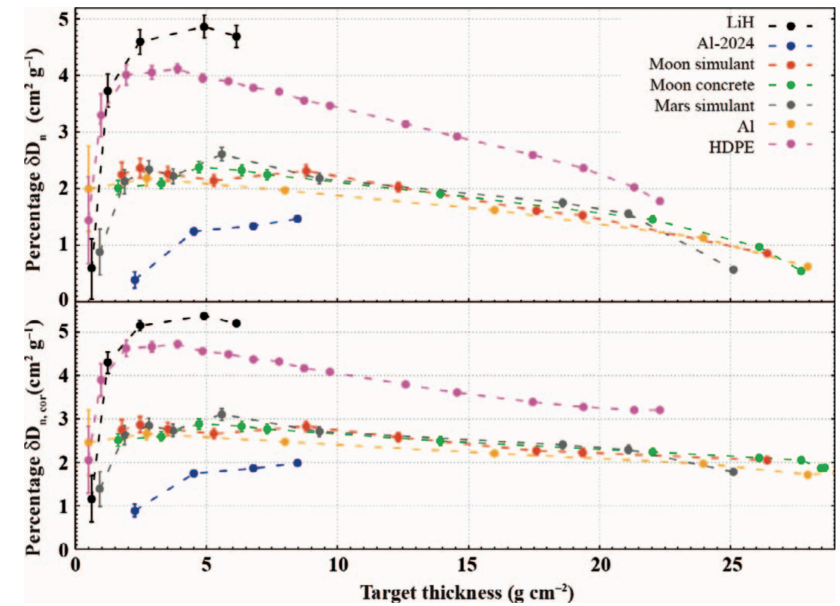 Percentage δDn (cm² g⁻¹)
5
4
3
2
1
0
LiH
Al-2024
Moon simulant
Moon concrete
Mars simulant
Al
HDPE
Percentage δDn, cor(cm² g⁻¹)
5
4
3
2
1
0
0
5
10
15
20
25
Target thickness (g cm⁻²)